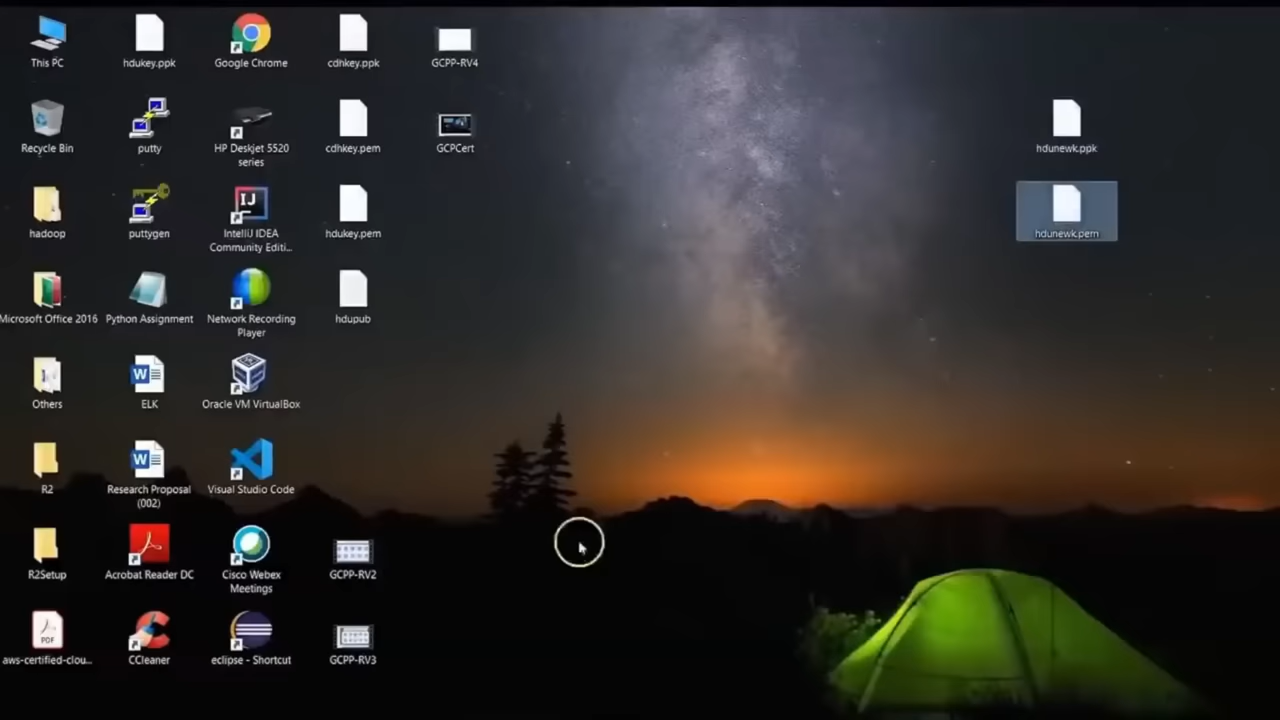 This PC
hdukey.ppk
Google Chrome
cdhkey.ppk
GCPP-RV4
Recycle Bin
putty
HP Deskjet 5520
series
cdhkey.pem
GCPCert
hdunewk.ppk
hadoop
puttygen
IJ
IntelliJ IDEA
Community Editi...
hdukey.pem
hdunewk.pem
Microsoft Office 2016
Python Assignment
Network Recording
Player
hdupub
Others
W
ELK
Oracle VM VirtualBox
R2
W
Research Proposal
(002)
Visual Studio Code
R2Setup
Acrobat Reader DC
Cisco Webex
Meetings
GCPP-RV2
PDF
aws-certified-clou...
CCleaner
eclipse - Shortcut
GCPP-RV3